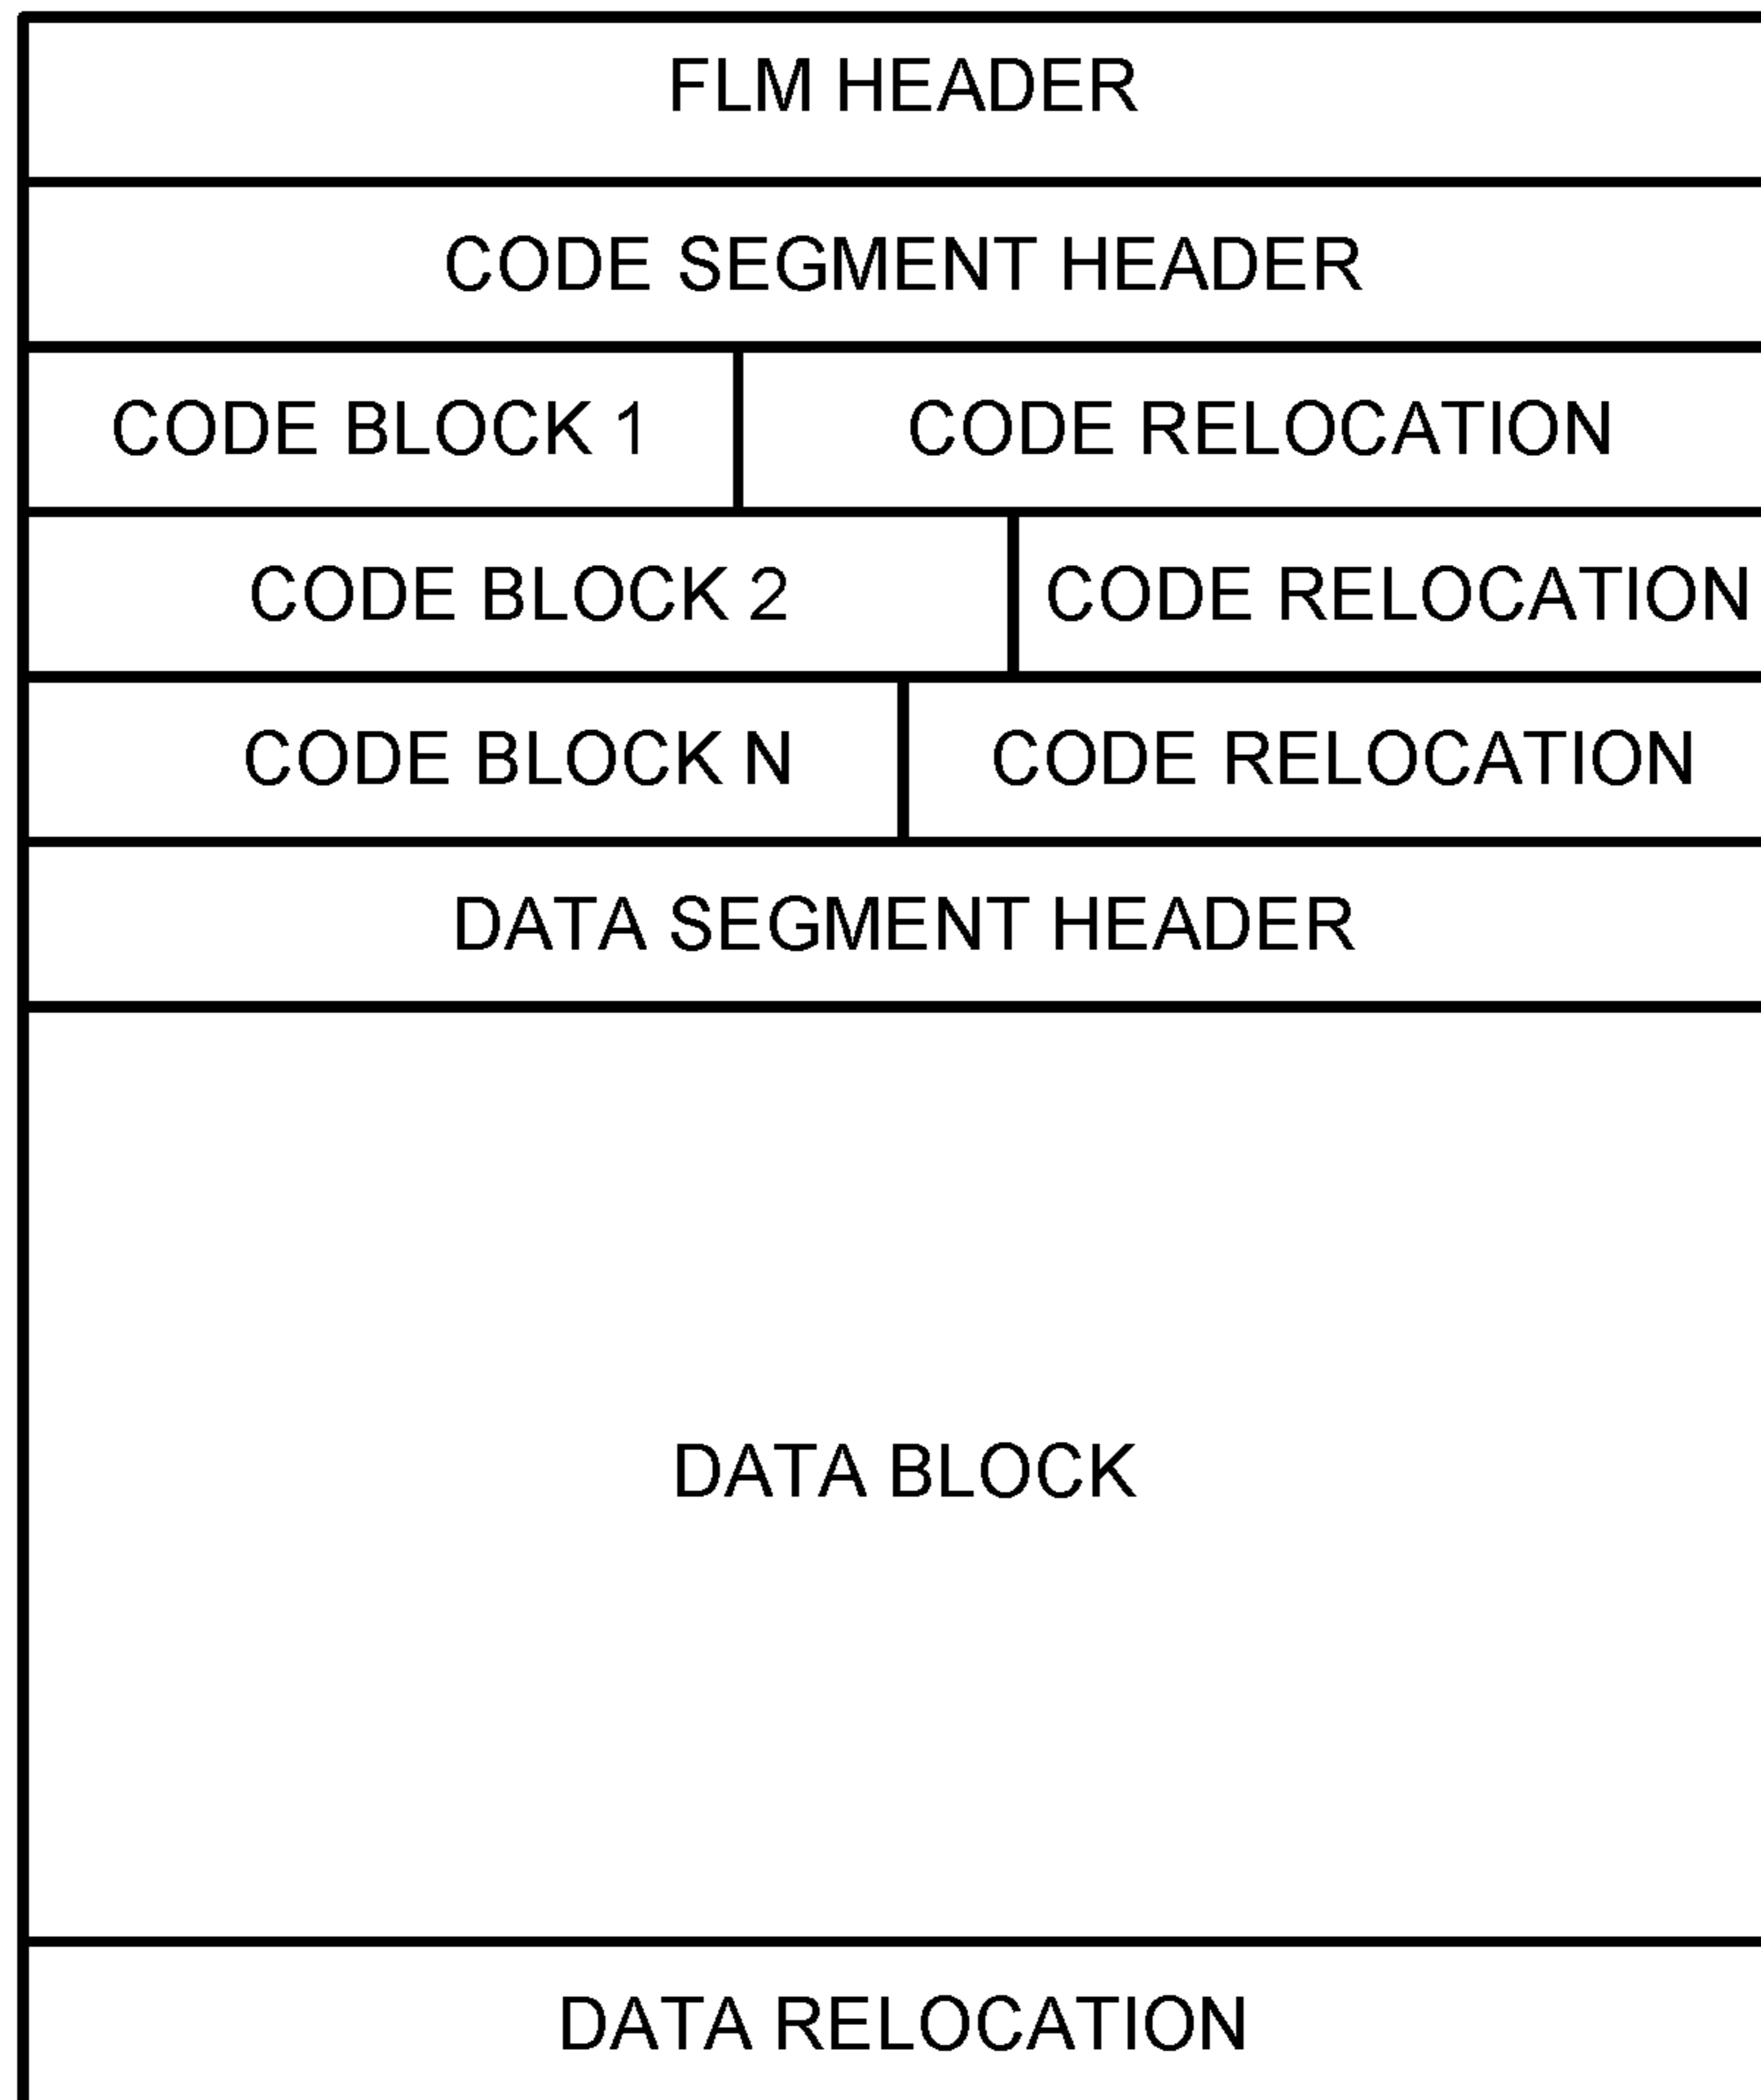 FLM HEADER
CODE SEGMENT HEADER
CODE BLOCK 1 CODE RELOCATION
CODE BLOCK 2 CODE RELOCATION
CODE BLOCK N CODE RELOCATION
DATA SEGMENT HEADER
DATA BLOCK
DATA RELOCATION